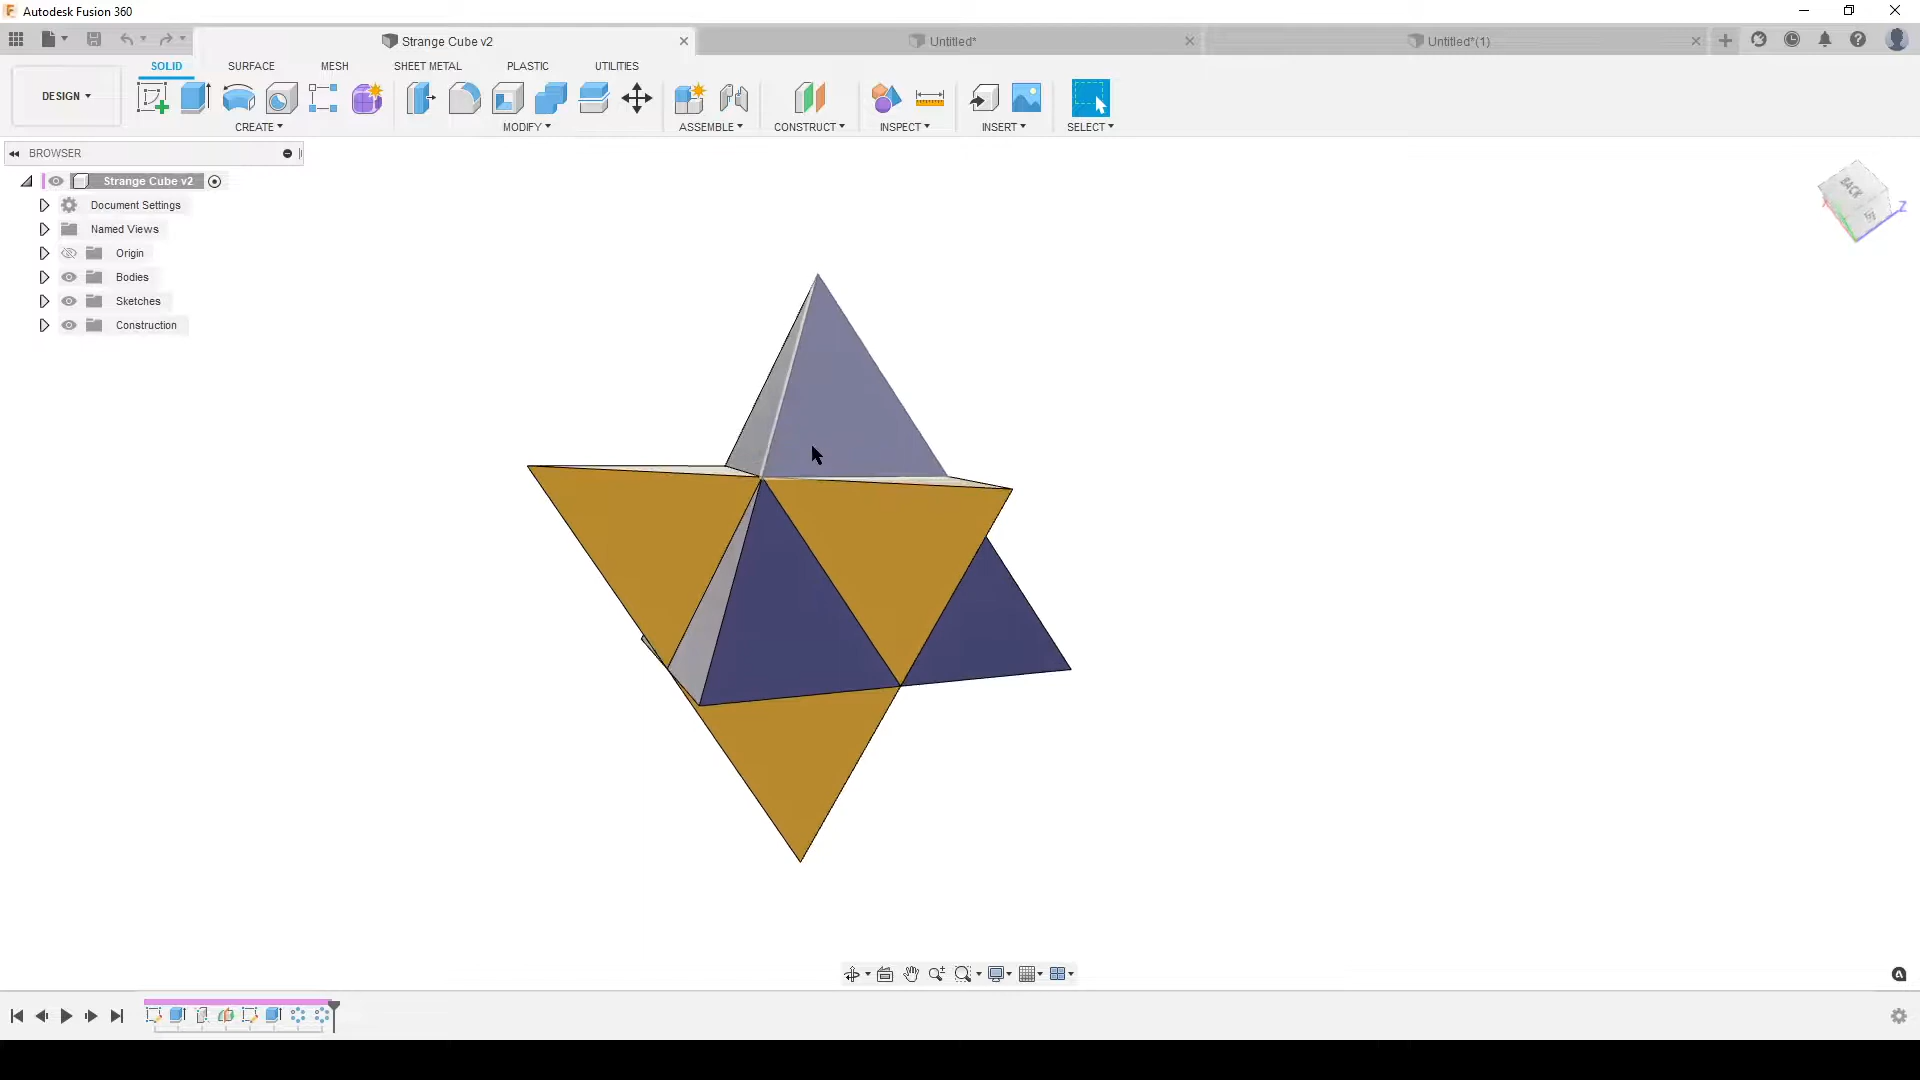 Autodesk Fusion 360
Strange Cube v2
Untitled*
Untitled*(1)
SOLID SURFACE MESH SHEET METAL PLASTIC UTILITIES
DESIGN
CREATE MODIFY ASSEMBLE CONSTRUCT INSPECT INSERT SELECT
BROWSER
Strange Cube v2
Document Settings
Named Views
Origin
Bodies
Sketches
Construction
BACK
Z